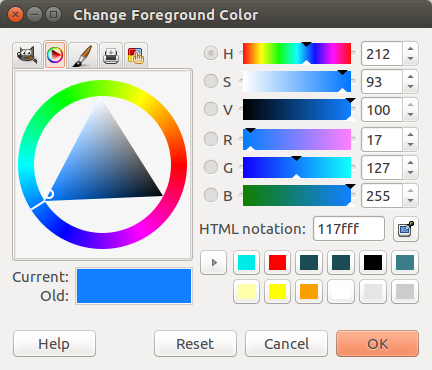 Change Foreground Color
H 212
S 93
V 100
R 17
G 127
B 255
HTML notation: 117fff
Current:
Old:
Help Reset Cancel OK